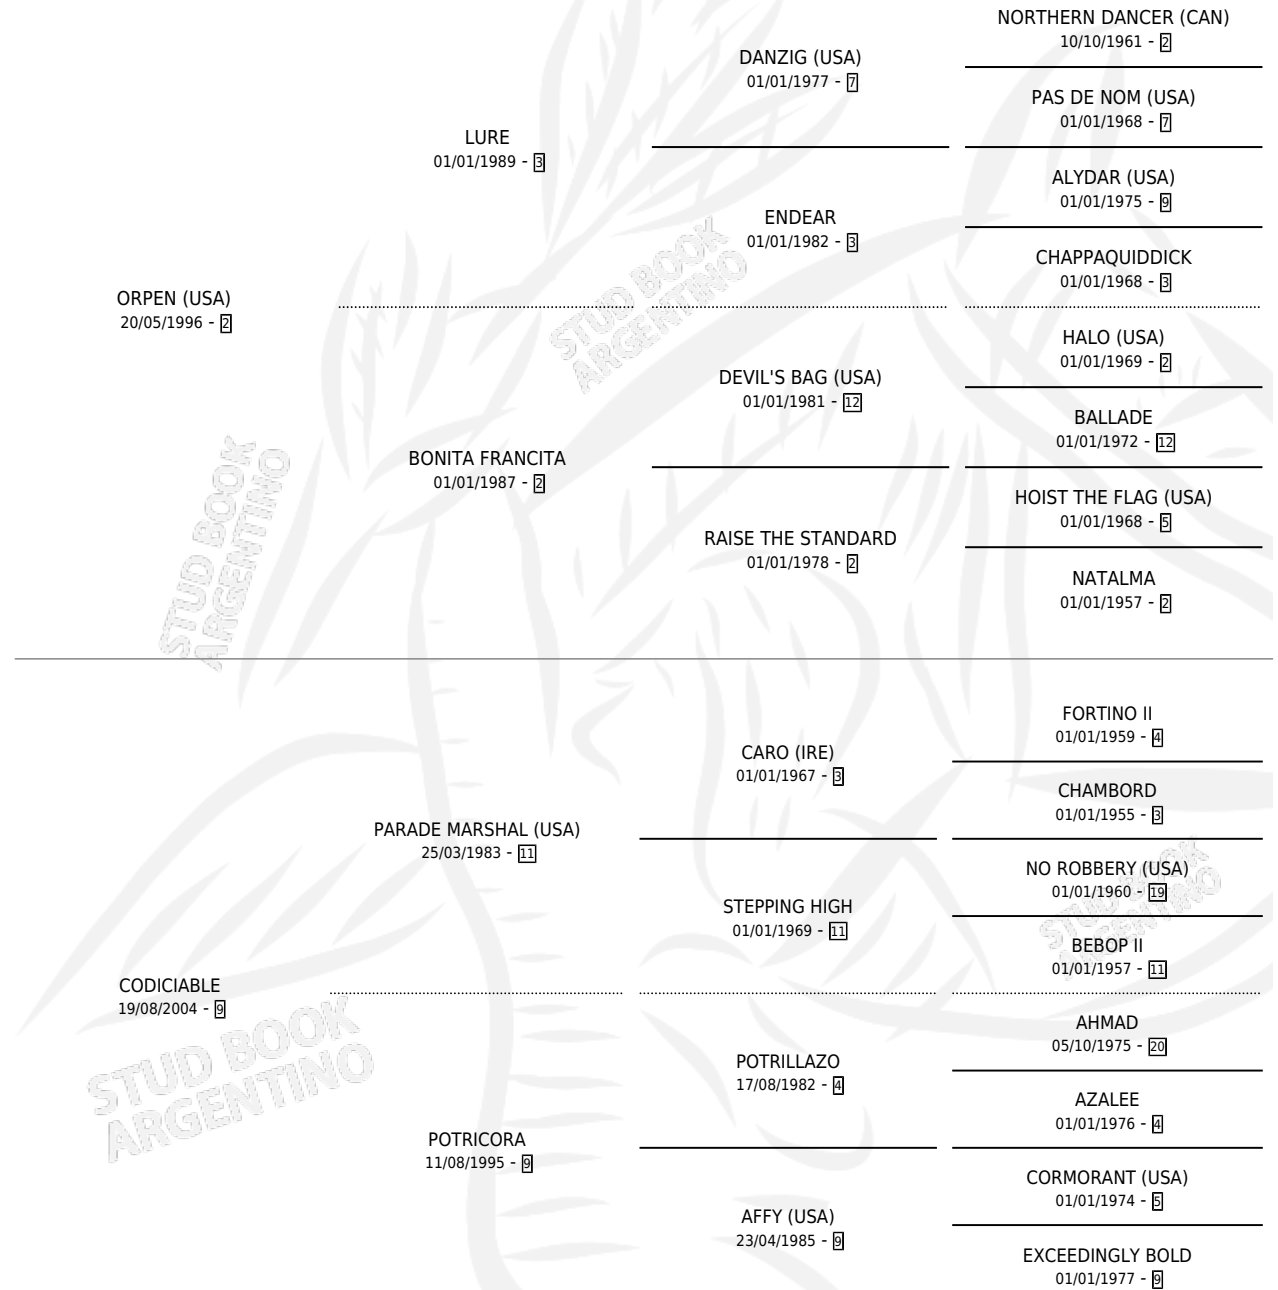 NORTHERN DANCER (CAN)
10/10/1961 - 2
DANZIG (USA)
01/01/1977 - 7
PAS DE NOM (USA)
01/01/1968 - 7
LURE
01/01/1989 - 3
ALYDAR (USA)
01/01/1975 - 9
ENDEAR
01/01/1982 - 3
CHAPPAQUIDDICK
01/01/1968 - 3
ORPEN (USA)
20/05/1996 - 2
STUD BOOK
ARGENTINO
HALO (USA)
01/01/1969 - 2
DEVIL'S BAG (USA)
01/01/1981 - 12
BALLADE
01/01/1972 - 12
BONITA FRANCITA
01/01/1987 - 2
HOIST THE FLAG (USA)
01/01/1968 - 5
RAISE THE STANDARD
01/01/1978 - 2
NATALMA
01/01/1957 - 2
STUD BOOK
ARGENTINO
FORTINO II
01/01/1959 - 4
CARO (IRE)
01/01/1967 - 3
CHAMBORD
01/01/1955 - 3
PARADE MARSHAL (USA)
25/03/1983 - 11
NO ROBBERY (USA)
01/01/1960 - 19
STEPPING HIGH
01/01/1969 - 11
BEBOP II
01/01/1957 - 11
STUD BOOK
ARGENTINO
CODICIABLE
19/08/2004 - 9
AHMAD
05/10/1975 - 20
POTRILLAZO
17/08/1982 - 4
AZALEE
01/01/1976 - 4
STUD BOOK
ARGENTINO
POTRICORA
11/08/1995 - 9
CORMORANT (USA)
01/01/1974 - 5
AFFY (USA)
23/04/1985 - 9
EXCEEDINGLY BOLD
01/01/1977 - 9